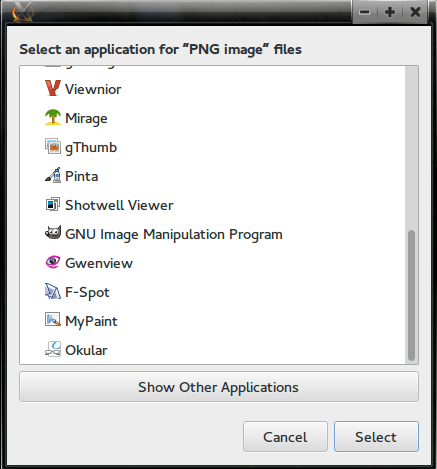 Select an application for “PNG image” files
Viewnior
Mirage
gThumb
Pinta
Shotwell Viewer
GNU Image Manipulation Program
Gwenview
F-Spot
MyPaint
Okular
Show Other Applications
Cancel
Select